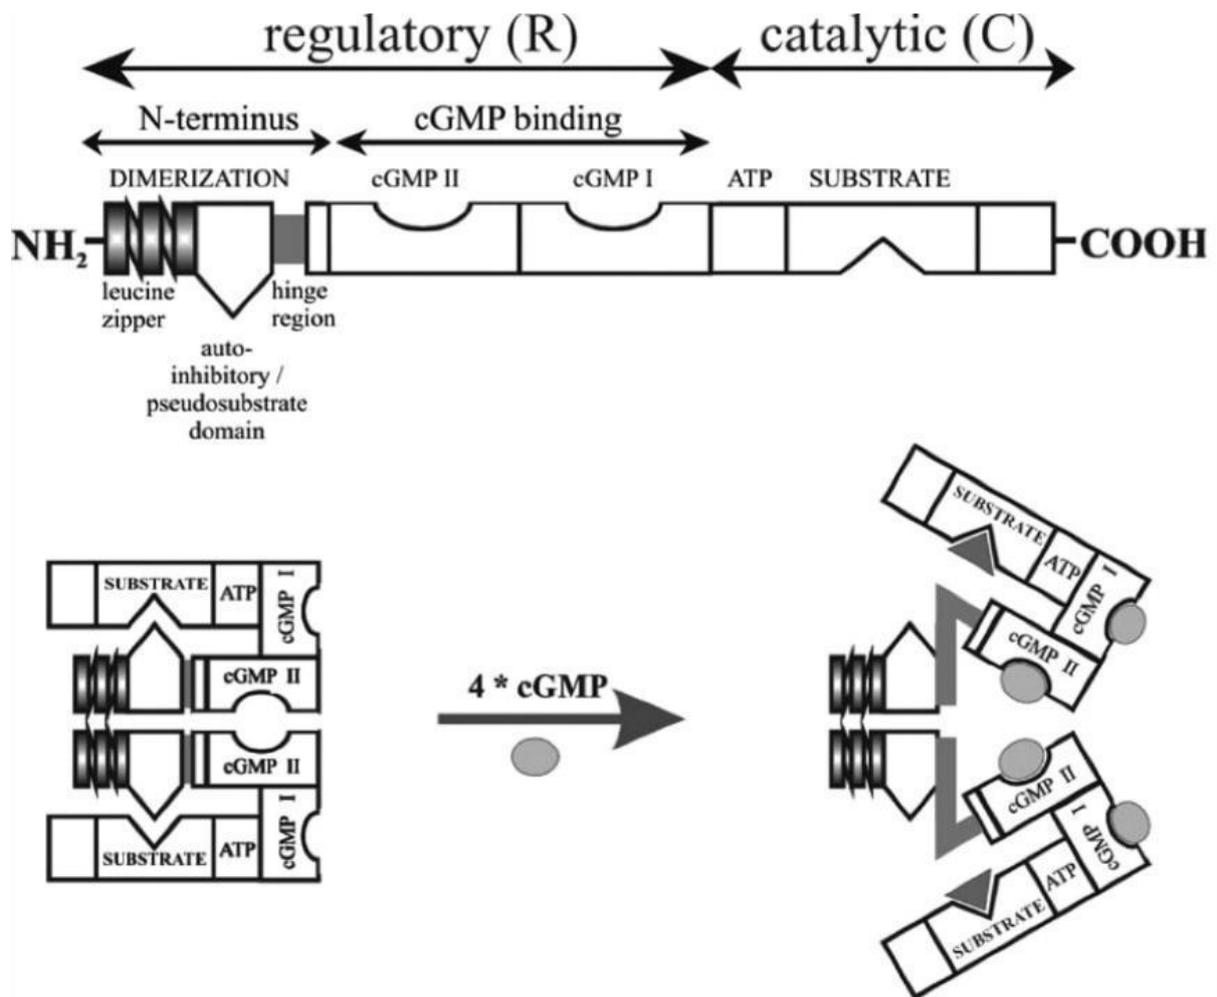 regulatory (R) catalytic (C)
N-terminus cGMP binding
DIMERIZATION cGMP II cGMP I ATP SUBSTRATE
NH2 COOH
leucine
zipper
hinge
region
auto-
inhibitory /
pseudosubstrate
domain
SUBSTRATE ATP cGMP I
cGMP II
cGMP II
SUBSTRATE ATP cGMP I
4 * cGMP
SUBSTRATE ATP cGMP I
cGMP II
cGMP II
SUBSTRATE ATP cGMP I